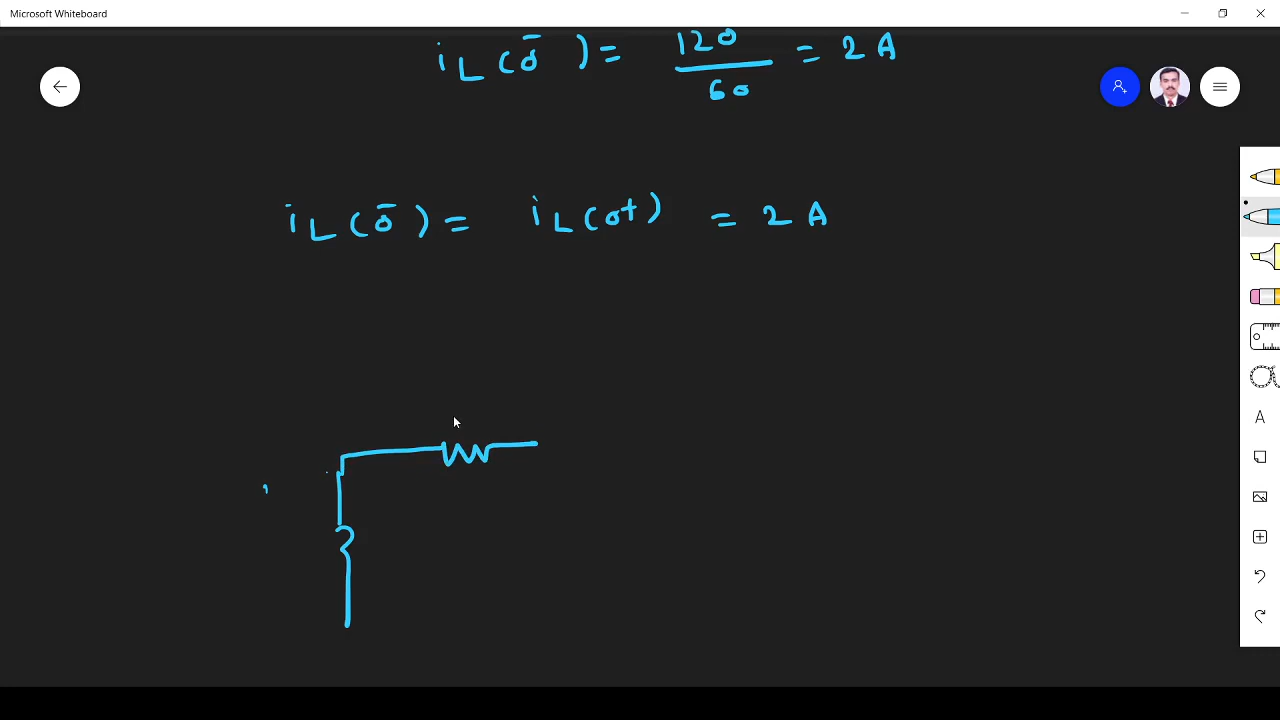 Microsoft Whiteboard
iL(0⁻) = 120/60 = 2 A
iL(0⁻) = iL(0+) = 2 A
A